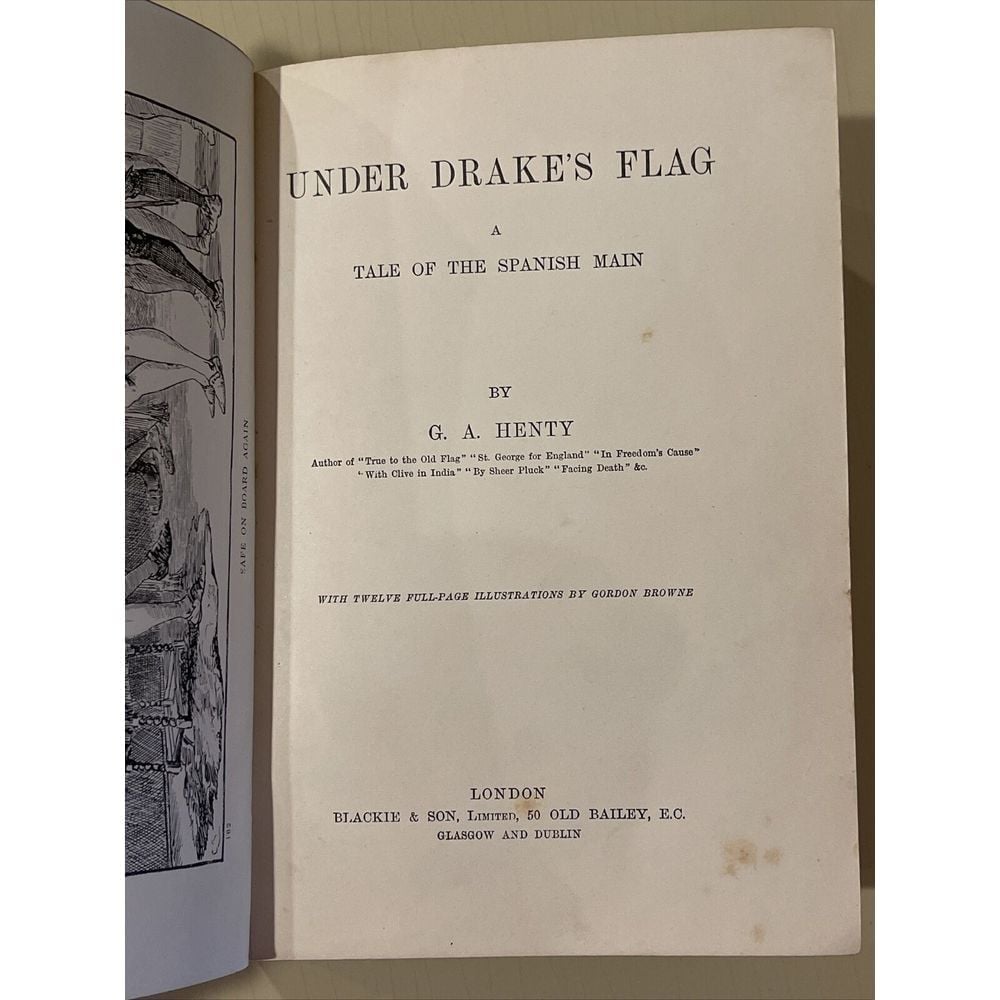 SAFE ON BOARD AGAIN
182
UNDER DRAKE'S FLAG
A
TALE OF THE SPANISH MAIN
BY
G. A. HENTY
Author of "True to the Old Flag" "St. George for England" "In Freedom's Cause"
"With Clive in India" "By Sheer Pluck" "Facing Death" &c.
WITH TWELVE FULL-PAGE ILLUSTRATIONS BY GORDON BROWNE
LONDON
BLACKIE & SON, LIMITED, 50 OLD BAILEY, E.C.
GLASGOW AND DUBLIN